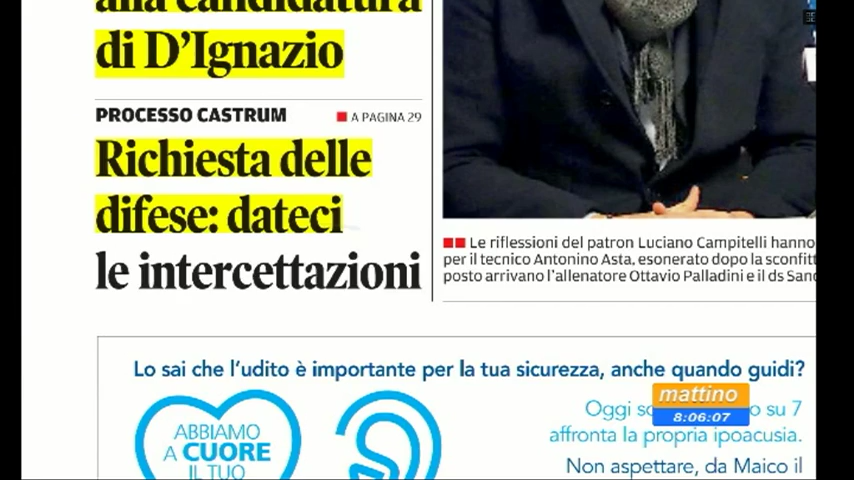 alla candidatura
di D'Ignazio
PROCESSO CASTRUM
A PAGINA 29
Richiesta delle
difese: dateci
le intercettazioni
Le riflessioni del patron Luciano Campitelli hanno
per il tecnico Antonino Asta, esonerato dopo la
posto arrivano l'allenatore Ottavio Palladini e il ds
Lo sai che l'udito è importante per la tua sicurezza, anche quando guidi?
mattino
8:06:07
Oggi su 7
affronta la propria ipoacusia.
ABBIAMO
A CUORE
IL TUO
Non aspettare, da Maico il